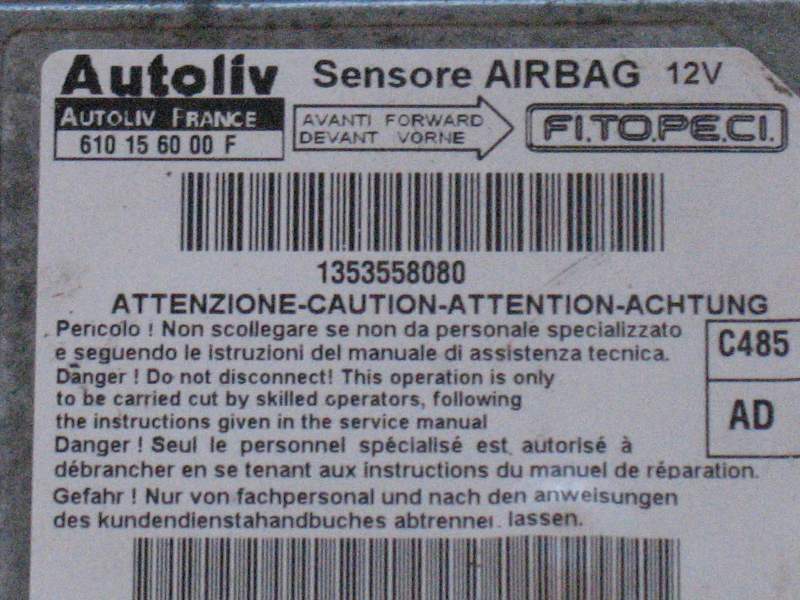 Autoliv Sensore AIRBAG 12V
AUTOLIV FRANCE
610 15 60 00 F
AVANTI FORWARD
DEVANT VORNE
FI.TO.PE.CI.
1353558080
ATTENZIONE-CAUTION-ATTENTION-ACHTUNG
Pericolo ! Non scollegare se non da personale specializzato
e seguendo le istruzioni del manuale di assistenza tecnica.
Danger ! Do not disconnect! This operation is only
to be carried cut by skilled operators, following
the instructions given in the service manual
Danger ! Seul le personnel spécialisé est autorisé à
débrancher en se tenant aux instructions du manuel de réparation.
Gefahr ! Nur von fachpersonal und nach den anweisungen
des kundendienstahandbuches abtrennei. lassen.
C485
AD